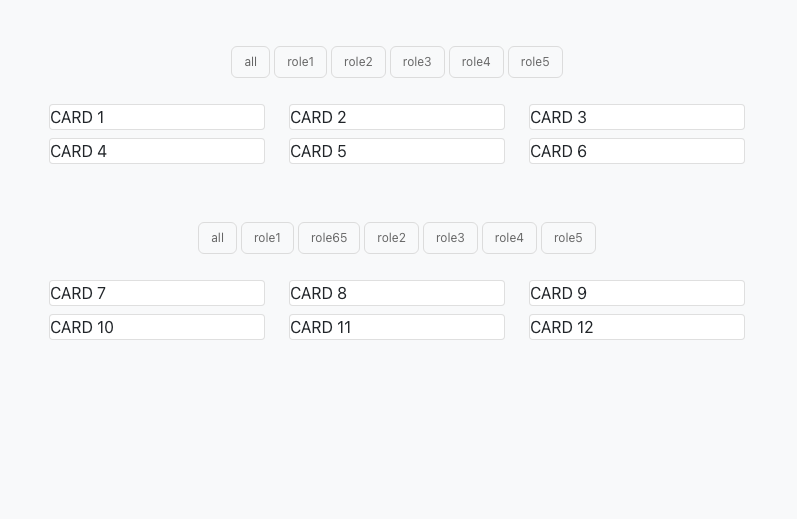 all role1 role2 role3 role4 role5
CARD 1 CARD 2 CARD 3
CARD 4 CARD 5 CARD 6
all role1 role65 role2 role3 role4 role5
CARD 7 CARD 8 CARD 9
CARD 10 CARD 11 CARD 12